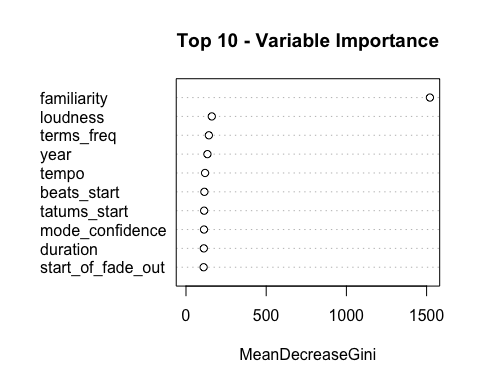 Top 10 - Variable Importance
familiarity
loudness
terms_freq
year
tempo
beats_start
tatums_start
mode_confidence
duration
start_of_fade_out
0 500 1000 1500
MeanDecreaseGini